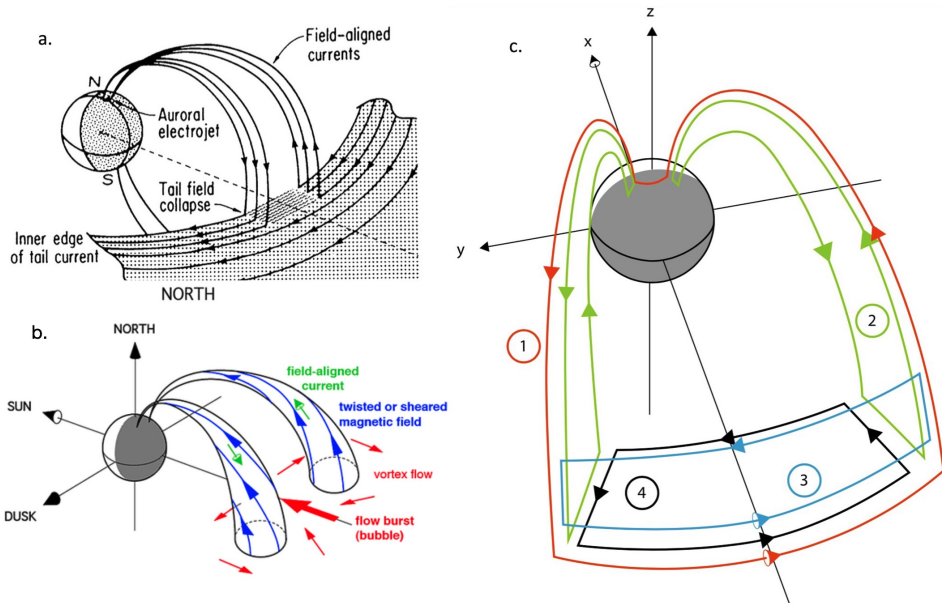 a.
Field-aligned
currents
N
Auroral
electrojet
S
Tail field
collapse
Inner edge
of tail current
NORTH
b.
NORTH
SUN
DUSK
field-aligned
current
twisted or sheared
magnetic field
vortex flow
flow burst
(bubble)
c.
z
x
y
1
2
3
4